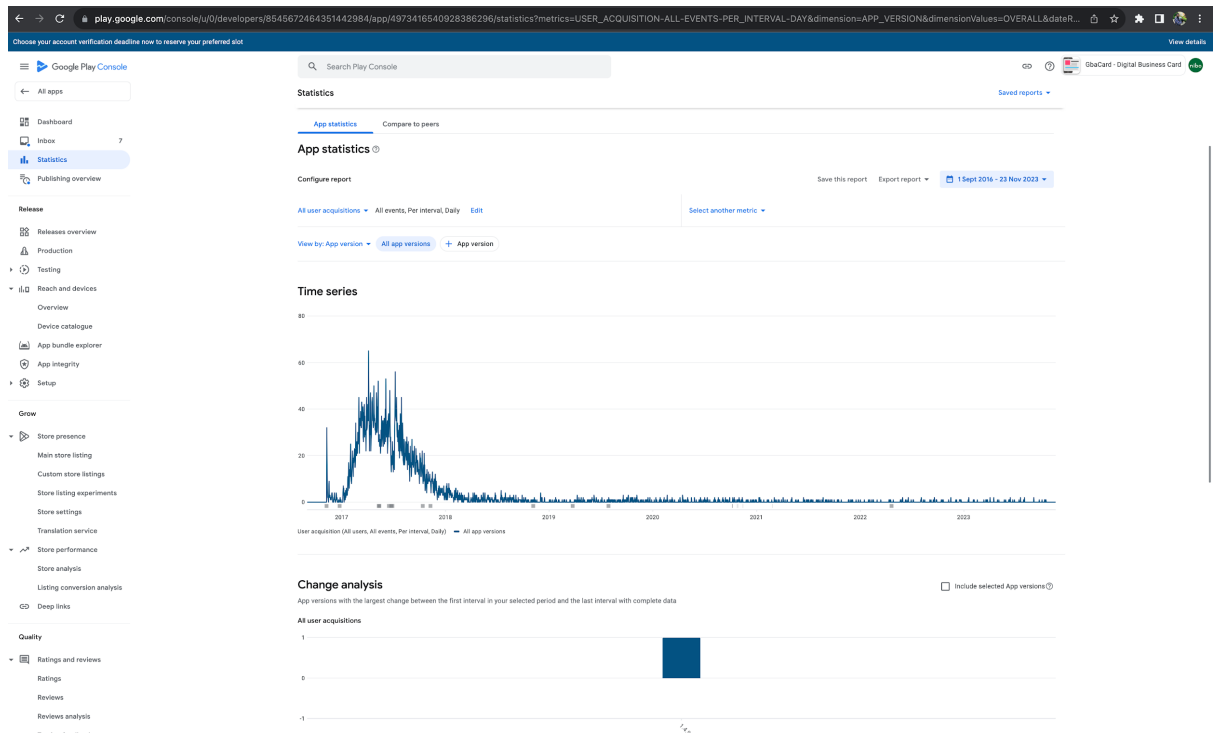 play.google.com/console/u/0/developers/8545672464351442984/app/4973416540928386296/statistics?metrics=USER_ACQUISITION-ALL-EVENTS-PER_INTERVAL-DAY&dimension=APP_VERSION&dimensionValues=OVERALL&dateR...
Choose your account verification deadline now to reserve your preferred slot
View details
Google Play Console
Search Play Console
GbaCard - Digital Business Card
nibo
All apps
Dashboard
Inbox 7
Statistics
Publishing overview
Release
Releases overview
Production
Testing
Reach and devices
Overview
Device catalogue
App bundle explorer
App integrity
Setup
Grow
Store presence
Main store listing
Custom store listings
Store listing experiments
Store settings
Translation service
Store performance
Store analysis
Listing conversion analysis
Deep links
Quality
Ratings and reviews
Ratings
Reviews
Reviews analysis
Statistics
Saved reports
App statistics Compare to peers
App statistics
Configure report
Save this report Export report 1 Sept 2016 – 23 Nov 2023
All user acquisitions All events, Per interval, Daily Edit
Select another metric
View by: App version All app versions + App version
Time series
80
60
40
20
0
2017 2018 2019 2020 2021 2022 2023
User acquisition (All users, All events, Per interval, Daily) All app versions
Change analysis
Include selected App versions
App versions with the largest change between the first interval in your selected period and the last interval with complete data
All user acquisitions
1
0
-1